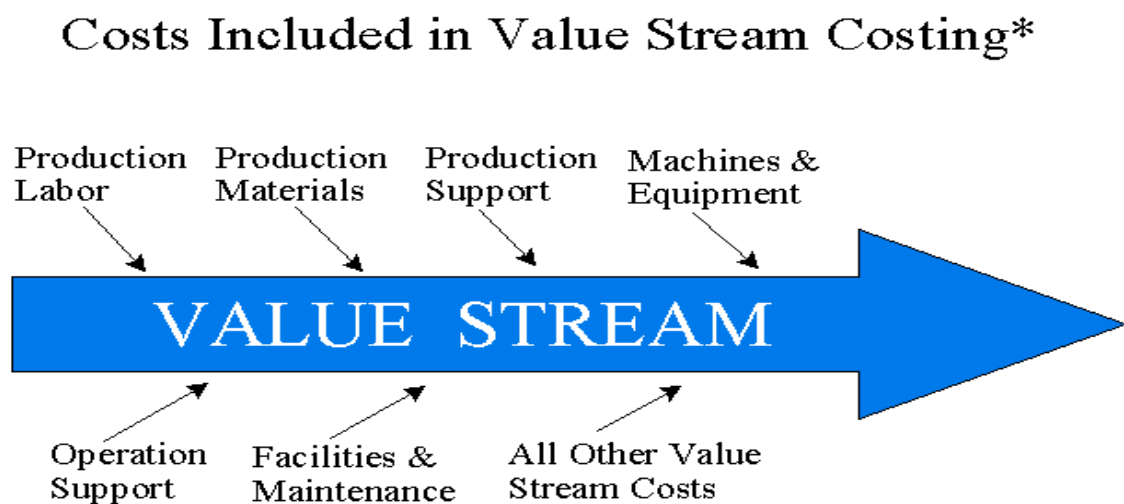 Costs Included in Value Stream Costing*
Production
Labor
Production
Materials
Production
Support
Machines &
Equipment
VALUE STREAM
Operation
Support
Facilities &
Maintenance
All Other Value
Stream Costs